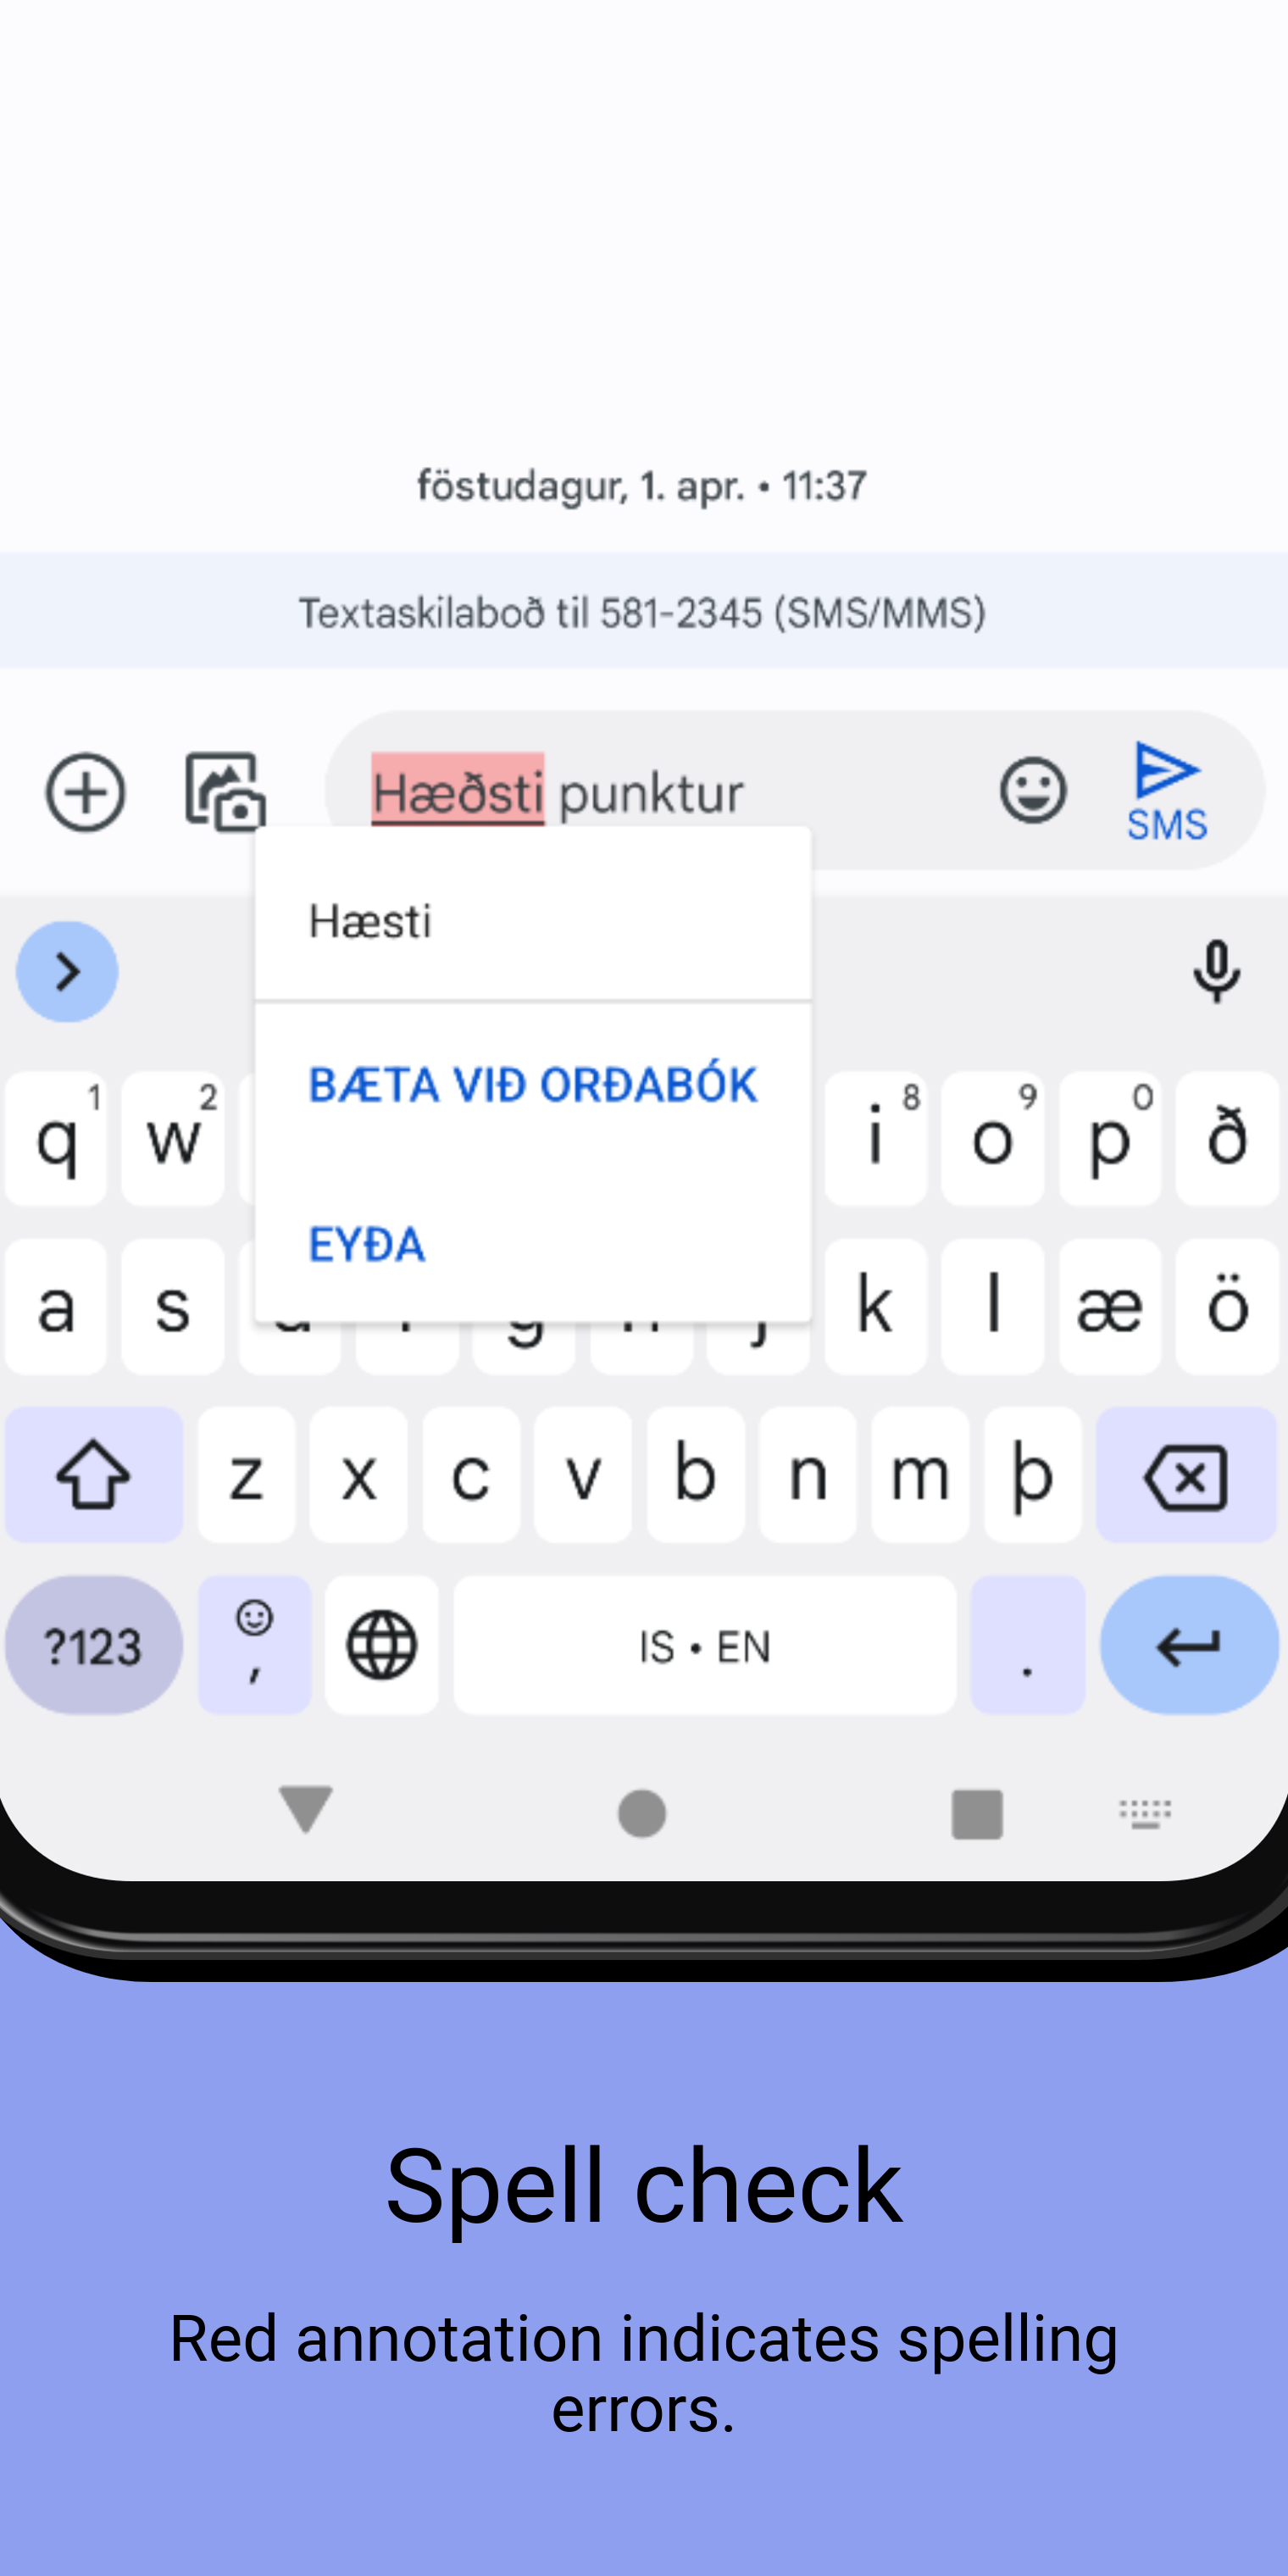 föstudagur, 1. apr. • 11:37
Textaskilaboð til 581-2345 (SMS/MMS)
Hæðsti punktur
SMS
Hæsti
BÆTA VIÐ ORÐABÓK
EYÐA
q 1 w 2 i 8 o 9 p 0 ð
a s g j k l æ ö
z x c v b n m þ
?123 , IS • EN .
Spell check
Red annotation indicates spelling
errors.